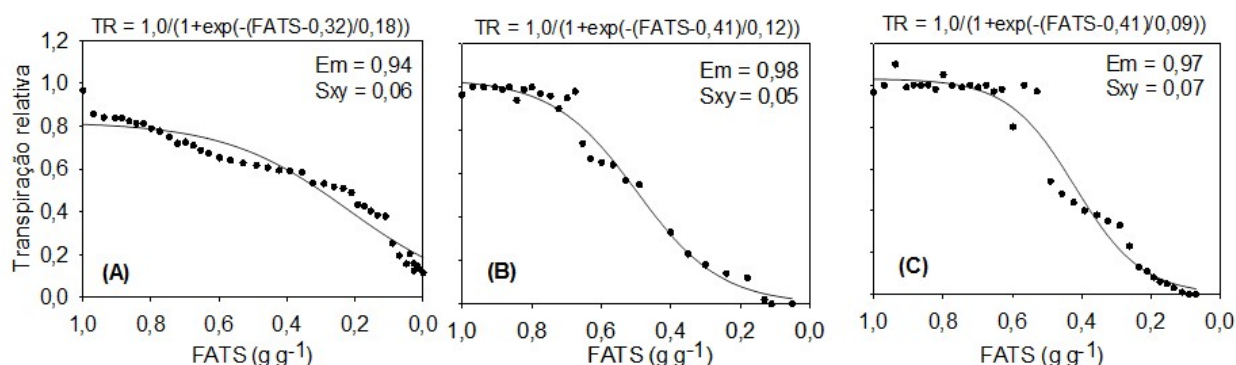 TR = 1,0/(1+exp(-(FATS-0,32)/0,18))
TR = 1,0/(1+exp(-(FATS-0,41)/0,12))
TR = 1,0/(1+exp(-(FATS-0,41)/0,09))
Transpiração relativa
1,2
1,0
0,8
0,6
0,4
0,2
0,0
Em = 0,94
Sxy = 0,06
(A)
1,0 0,8 0,6 0,4 0,2 0,0
FATS (g g⁻¹)
Em = 0,98
Sxy = 0,05
(B)
1,0 0,8 0,6 0,4 0,2 0,0
FATS (g g⁻¹)
Em = 0,97
Sxy = 0,07
(C)
1,0 0,8 0,6 0,4 0,2 0,0
FATS (g g⁻¹)